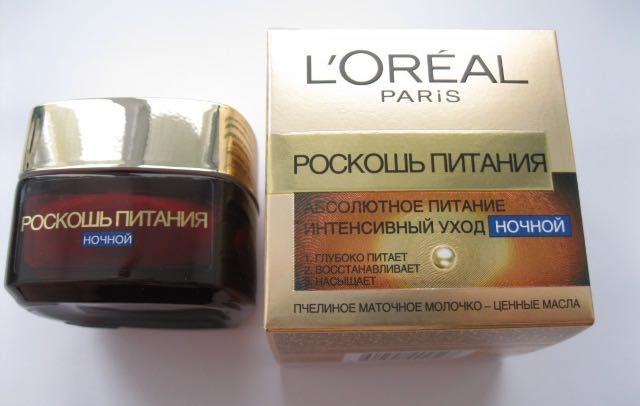 РОСКОШЬ ПИТАНИЯ
НОЧНОЙ
L'ORÉAL
PARiS
РОСКОШЬ ПИТАНИЯ
АБСОЛЮТНОЕ ПИТАНИЕ
ИНТЕНСИВНЫЙ УХОД НОЧНОЙ
1. ГЛУБОКО ПИТАЕТ
2. ВОССТАНАВЛИВАЕТ
3. НАСЫЩАЕТ
ПЧЕЛИНОЕ МАТОЧНОЕ МОЛОЧКО – ЦЕННЫЕ МАСЛА